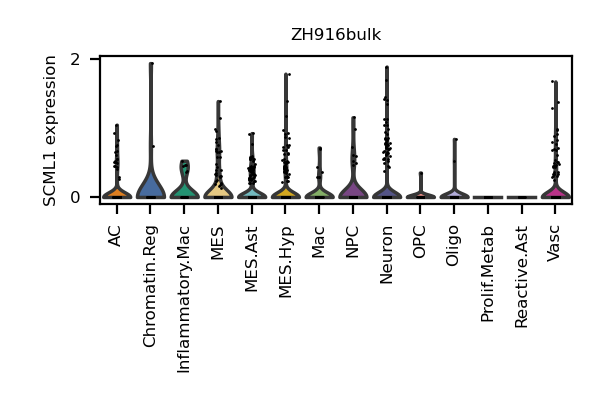 ZH916bulk
SCML1 expression
2
0
AC
Chromatin.Reg
Inflammatory.Mac
MES
MES.Ast
MES.Hyp
Mac
NPC
Neuron
OPC
Oligo
Prolif.Metab
Reactive.Ast
Vasc